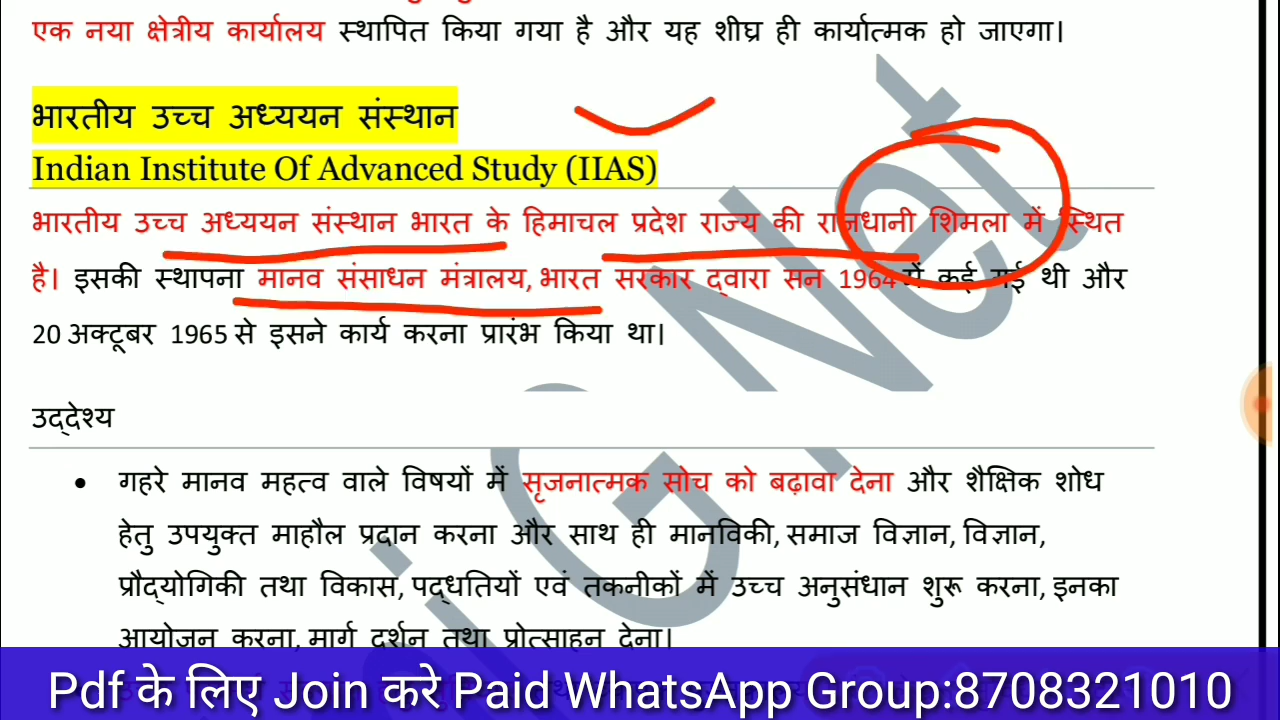 एक नया क्षेत्रीय कार्यालय स्थापित किया गया है और यह शीघ्र ही कार्यात्मक हो जाएगा।
भारतीय उच्च अध्ययन संस्थान
Indian Institute Of Advanced Study (IIAS)
भारतीय उच्च अध्ययन संस्थान भारत के हिमाचल प्रदेश राज्य की राजधानी शिमला में स्थित
है। इसकी स्थापना मानव संसाधन मंत्रालय, भारत सरकार द्वारा सन 1964 में कई गई थी और
20 अक्टूबर 1965 से इसने कार्य करना प्रारंभ किया था।
उद्देश्य
• गहरे मानव महत्व वाले विषयों में सृजनात्मक सोच को बढ़ावा देना और शैक्षिक शोध
हेतु उपयुक्त माहौल प्रदान करना और साथ ही मानविकी, समाज विज्ञान, विज्ञान,
प्रौद्योगिकी तथा विकास, पद्धतियों एवं तकनीकों में उच्च अनुसंधान शुरू करना, इनका
आयोजन करना, मार्ग दर्शन तथा प्रोत्साहन देना।
Pdf के लिए Join करे Paid WhatsApp Group:8708321010